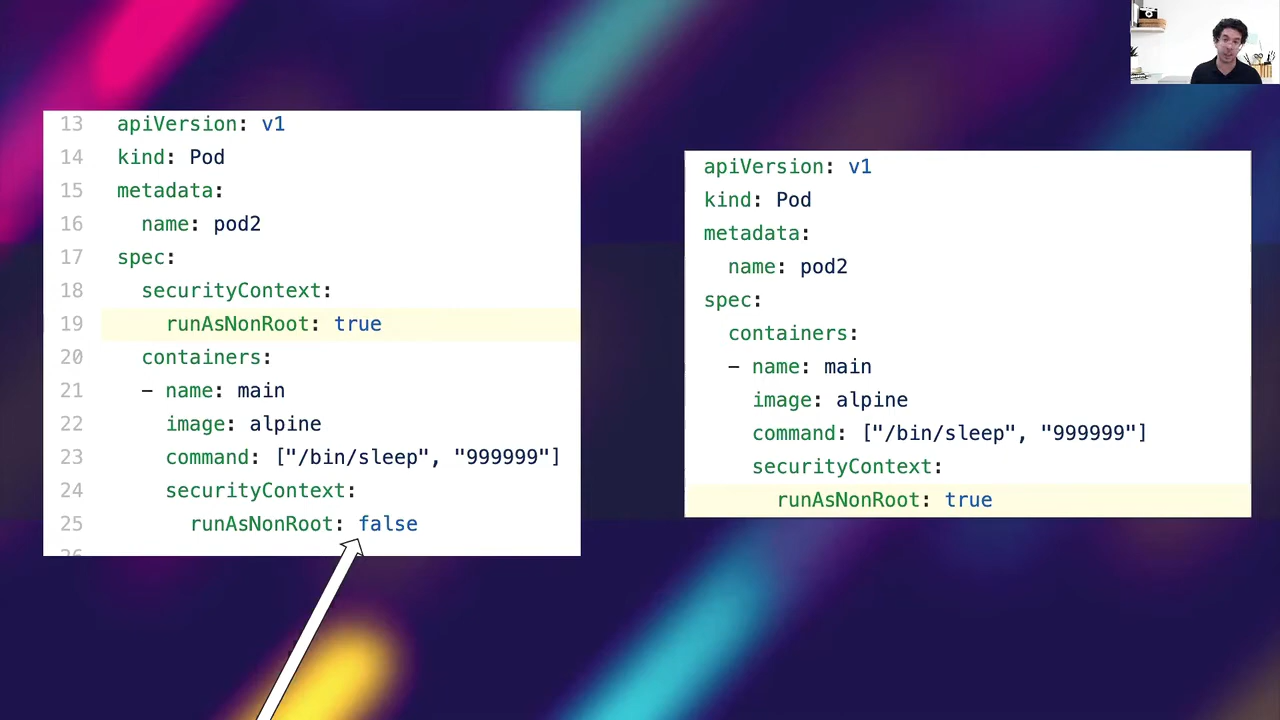 13 apiVersion: v1
14 kind: Pod
15 metadata:
16   name: pod2
17 spec:
18   securityContext:
19     runAsNonRoot: true
20   containers:
21   - name: main
22     image: alpine
23     command: ["/bin/sleep", "999999"]
24     securityContext:
25       runAsNonRoot: false
26
apiVersion: v1
kind: Pod
metadata:
  name: pod2
spec:
  containers:
  - name: main
    image: alpine
    command: ["/bin/sleep", "999999"]
    securityContext:
      runAsNonRoot: true